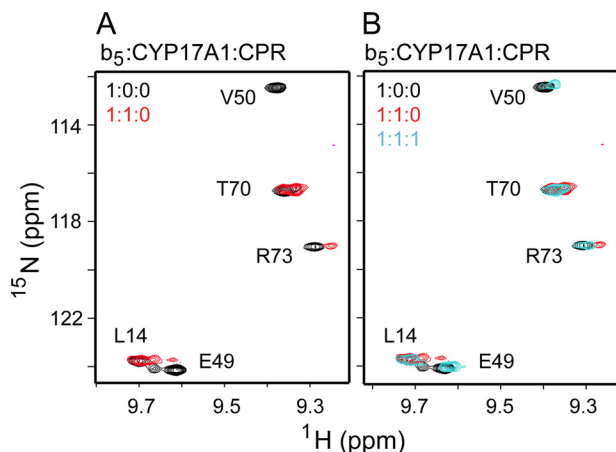 A
b5:CYP17A1:CPR
1:0:0
1:1:0
V50
T70
R73
L14
E49
B
b5:CYP17A1:CPR
1:0:0
1:1:0
1:1:1
V50
T70
R73
L14
E49
114
118
122
15N (ppm)
9.7
9.5
9.3
9.7
9.5
9.3
1H (ppm)